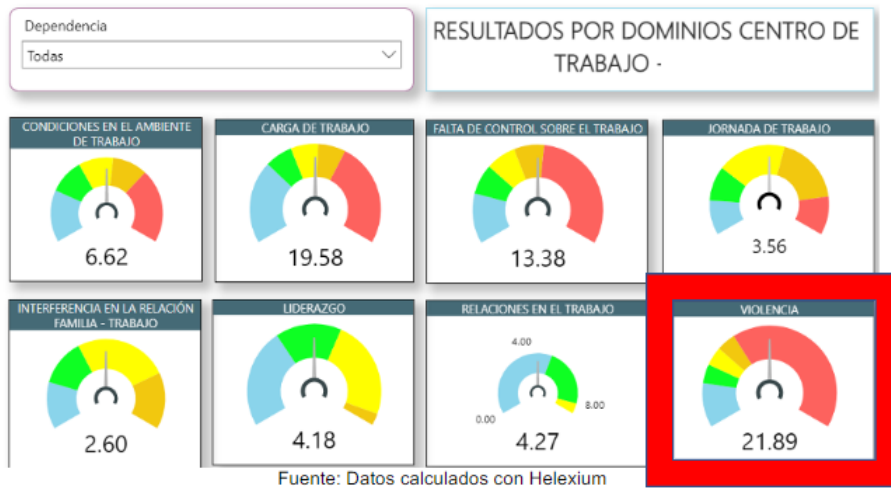 Dependencia
Todas
RESULTADOS POR DOMINIOS CENTRO DE
TRABAJO -
CONDICIONES EN EL AMBIENTE
DE TRABAJO
6.62
CARGA DE TRABAJO
19.58
FALTA DE CONTROL SOBRE EL TRABAJO
13.38
JORNADA DE TRABAJO
3.56
INTERFERENCIA EN LA RELACIÓN
FAMILIA - TRABAJO
2.60
LIDERAZGO
4.18
RELACIONES EN EL TRABAJO
4.00
0.00
8.00
4.27
VIOLENCIA
21.89
Fuente: Datos calculados con Helexium